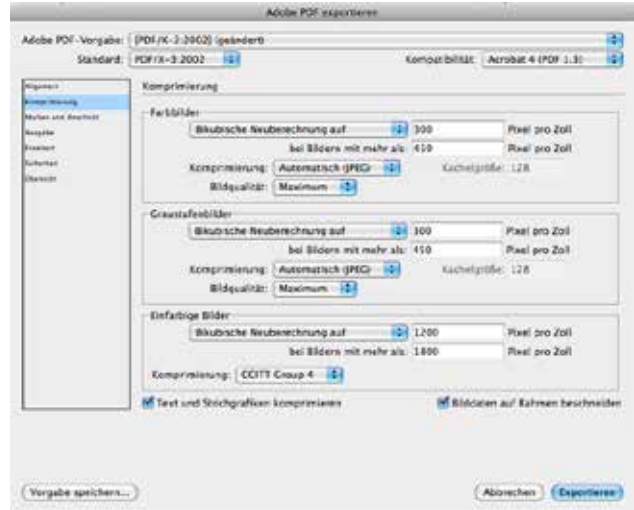 Adobe PDF exportieren
Adobe PDF-Vorgabe: [PDF/X-3:2002] (geändert)
Standard: PDF/X-3:2002 Kompatibilität: Acrobat 4 (PDF 1.3)
Allgemein
Komprimierung
Marken und Anschnitt
Ausgabe
Erweitert
Sicherheit
Übersicht
Komprimierung
Farbbilder
Bikubische Neuberechnung auf 300 Pixel pro Zoll
bei Bildern mit mehr als: 450
Komprimierung: Automatisch (JPEG) Kachelgröße: 128
Bildqualität: Maximum
Graustufenbilder
Bikubische Neuberechnung auf 300 Pixel pro Zoll
bei Bildern mit mehr als: 450 Pixel pro Zoll
Komprimierung: Automatisch (JPEG) Kachelgröße: 128
Bildqualität: Maximum
Einfarbige Bilder
Bikubische Neuberechnung auf 1200 Pixel pro Zoll
bei Bildern mit mehr als: 1800 Pixel pro Zoll
Komprimierung: CCITT Group 4
Text und Strichgrafiken komprimieren Bilddaten auf Rahmen beschneiden
Vorgabe speichern... Abbrechen Exportieren